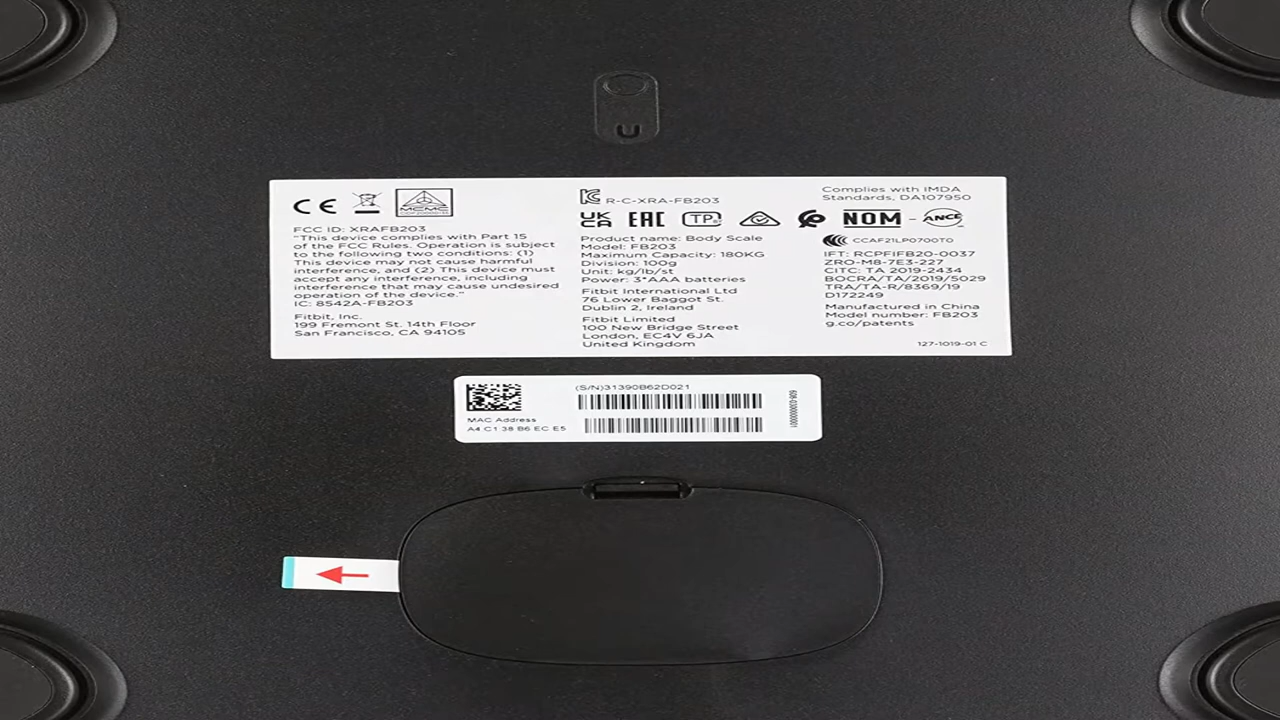 CE
MCMC
FCC ID: XRAFB203
"This device complies with Part 15
of the FCC Rules. Operation is subject
to the following two conditions: (1)
This device may not cause harmful
interference, and (2) This device must
accept any interference, including
interference that may cause undesired
operation of the device."
IC: 8542A-FB203
Fitbit, Inc.
199 Fremont St. 14th Floor
San Francisco, CA 94105
R-C-XRA-FB203
UK CA EAC TP
Product name: Body Scale
Model: FB203
Maximum Capacity: 180KG
Division: 100g
Unit: kg/lb/st
Power: 3*AAA batteries
Fitbit International Ltd
76 Lower Baggot St.
Dublin 2, Ireland
Fitbit Limited
100 New Bridge Street
London, EC4V 6JA
United Kingdom
Complies with IMDA
Standards, DA107950
NOM - ANCE
CCAF21LP0700T0
IFT: RCPFIFB20-0037
ZRO-M8-7E3-227
CITC: TA 2019-2434
BOCRA/TA/2019/5029
TRA/TA-R/8369/19
D172249
Manufactured in China
Model number: FB203
g.co/patents
127-1019-01 C
(S/N)31390B62D021
MAC Address
A4 C1 38 B6 EC E5